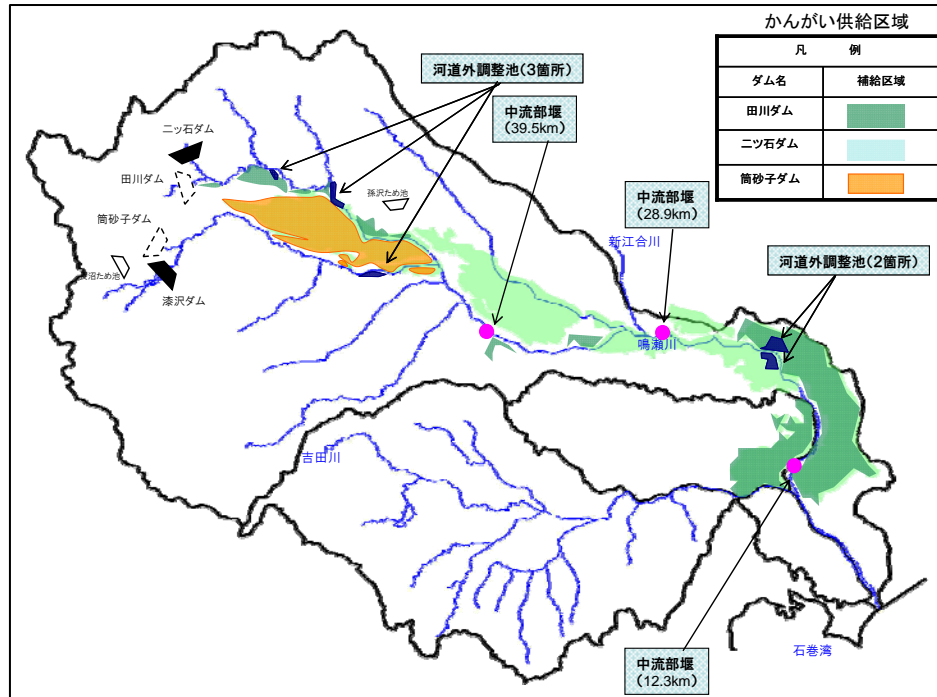 かんがい供給区域
凡 例
ダム名 補給区域
田川ダム
二ツ石ダム
筒砂子ダム
河道外調整池(3箇所)
中流部堰
(39.5km)
二ッ石ダム
田川ダム
孫沢ため池
筒砂子ダム
沼ため池
漆沢ダム
中流部堰
(28.9km)
新江合川
河道外調整池(2箇所)
鳴瀬川
吉田川
中流部堰
(12.3km)
石巻湾